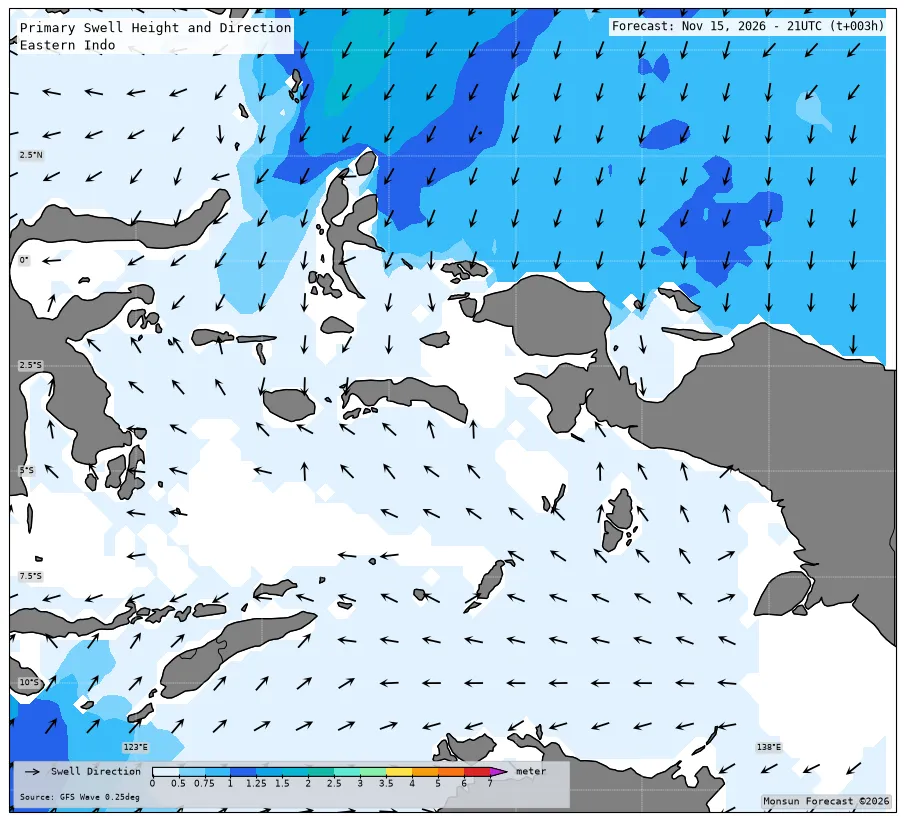 Primary Swell Height and Direction
Eastern Indo
Forecast: Nov 15, 2026 - 21UTC (t+003h)
2.5°N
0°
2.5°S
5°S
7.5°S
10°S
123°E
138°E
Swell Direction
0 0.5 0.75 1 1.25 1.5 2 2.5 3 3.5 4 5 6 7
meter
Source: GFS Wave 0.25deg
Monsun Forecast ©2026